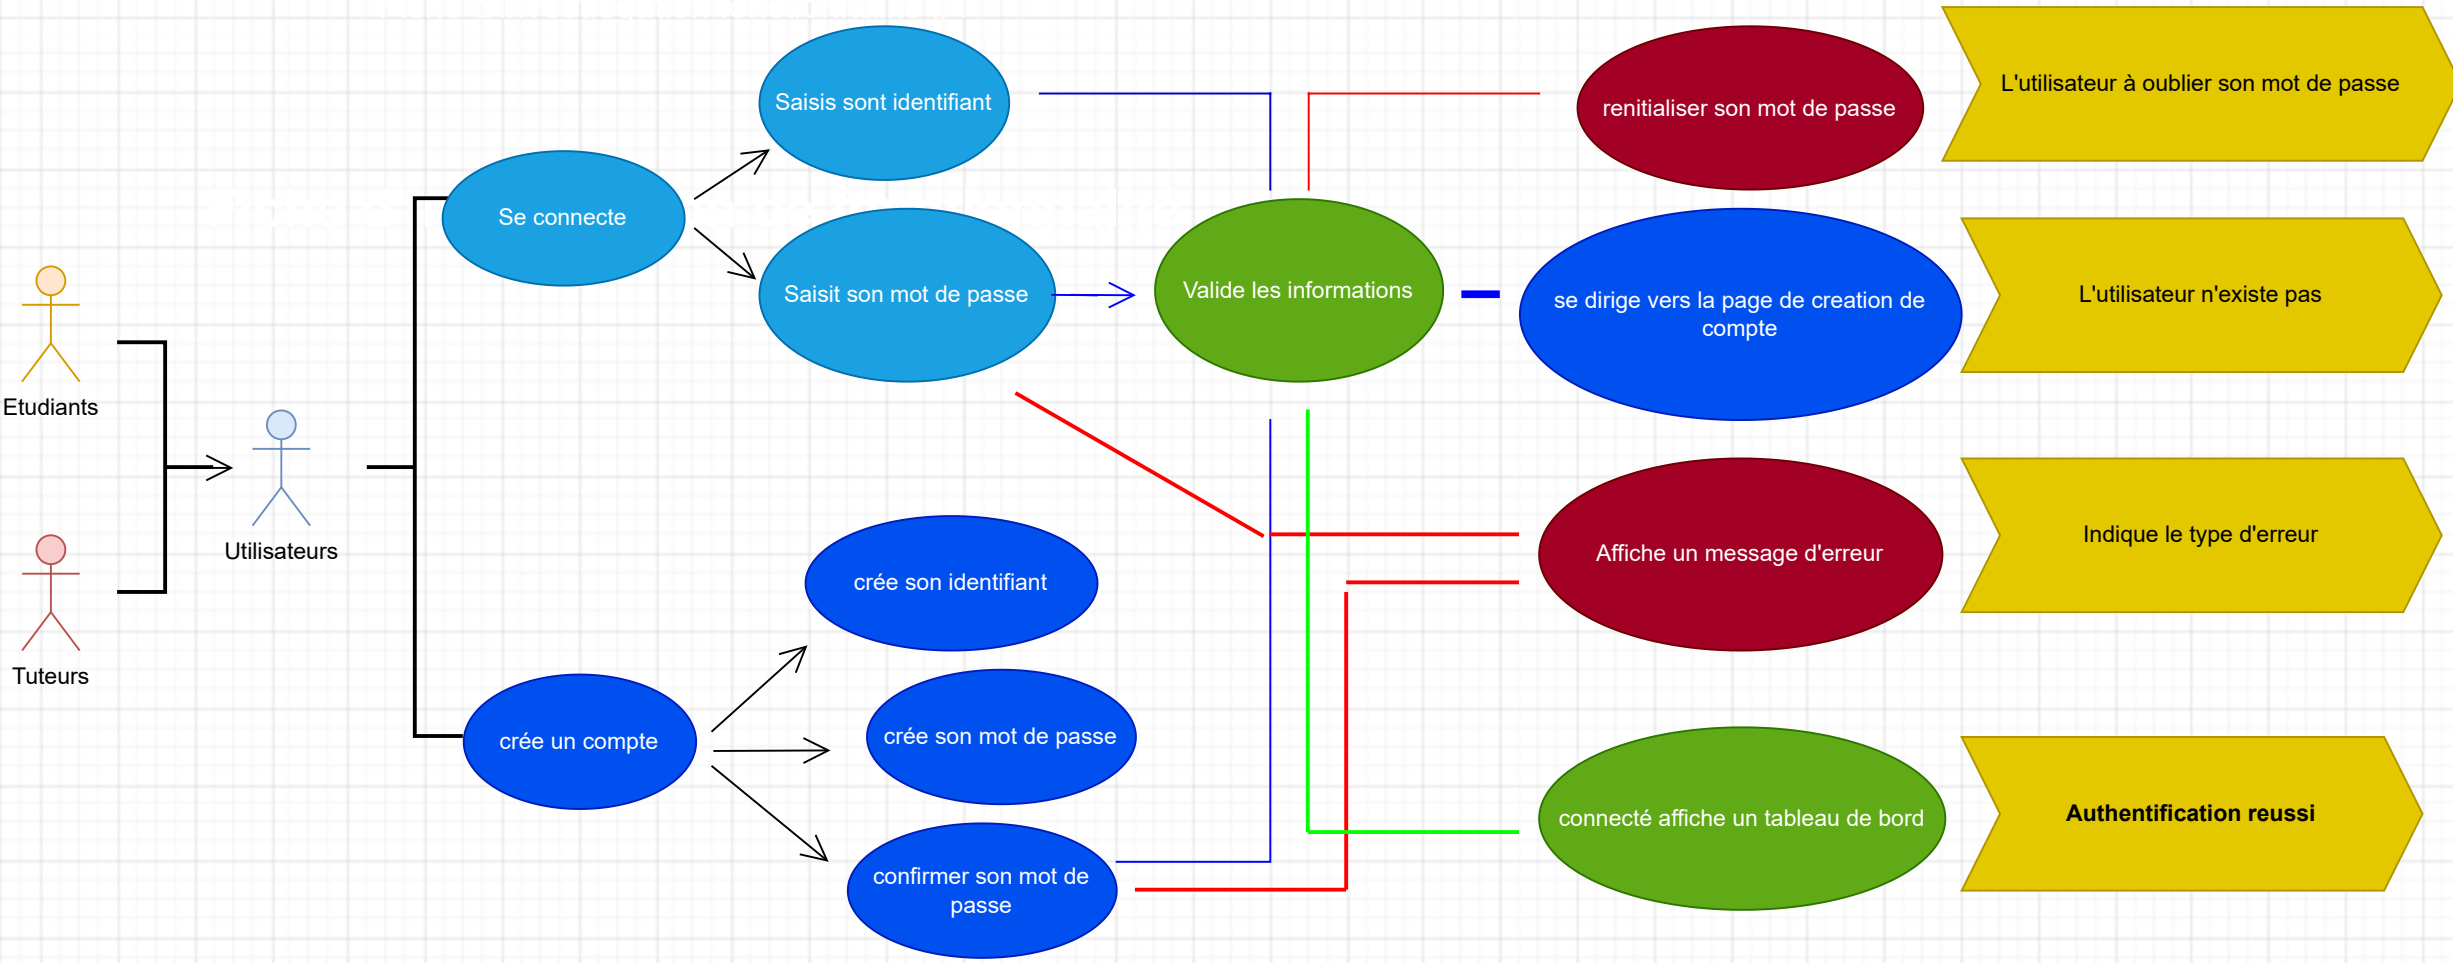 Saisis sont identifiant
renitialiser son mot de passe
L'utilisateur à oublier son mot de passe
Se connecte
Saisit son mot de passe
Valide les informations
se dirige vers la page de creation de
compte
L'utilisateur n'existe pas
Etudiants
Utilisateurs
Tuteurs
crée son identifiant
Affiche un message d'erreur
Indique le type d'erreur
crée un compte
crée son mot de passe
confirmer son mot de
passe
connecté affiche un tableau de bord
Authentification reussi